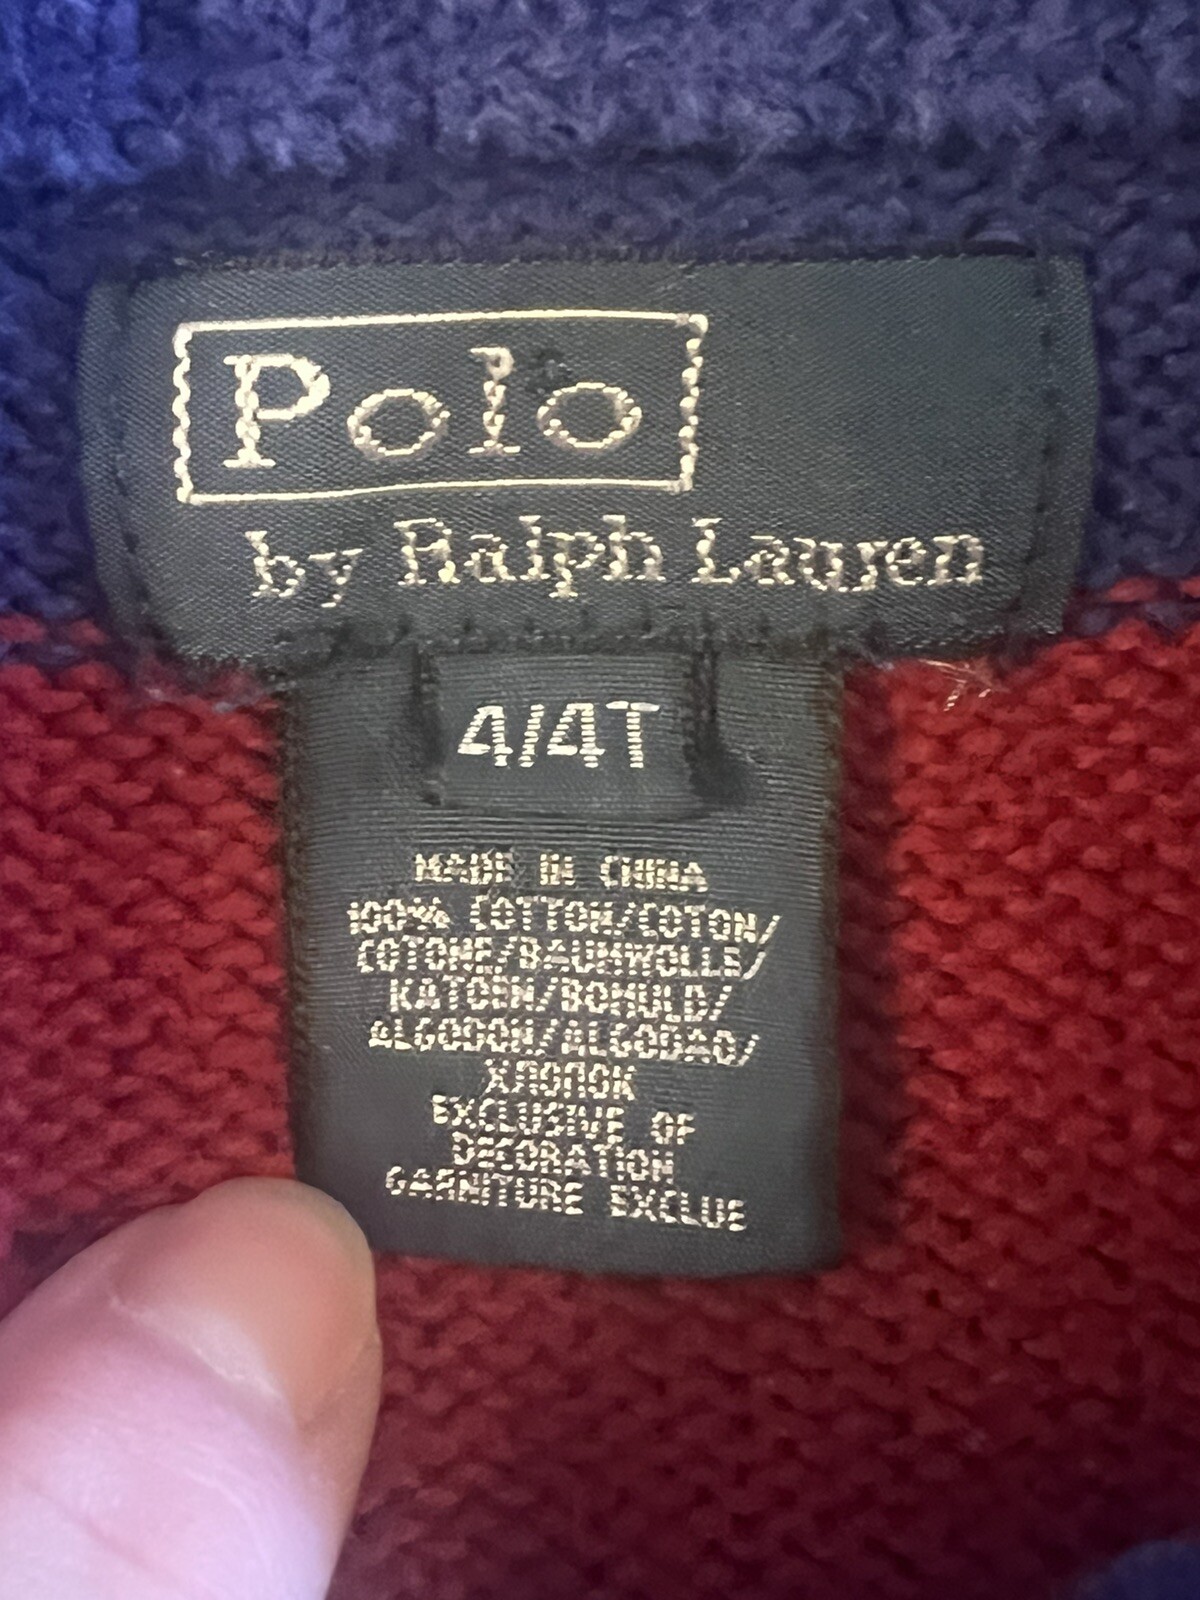 Polo
by Ralph Lauren
4/4T
MADE IN CHINA
100% COTTON/COTON/
COTONE/BAUMWOLLE/
KATOEN/BOMULD/
ALGODON/ALGODAO/
ХЛОПОК
EXCLUSIVE OF
DECORATION
GARNITURE EXCLUE